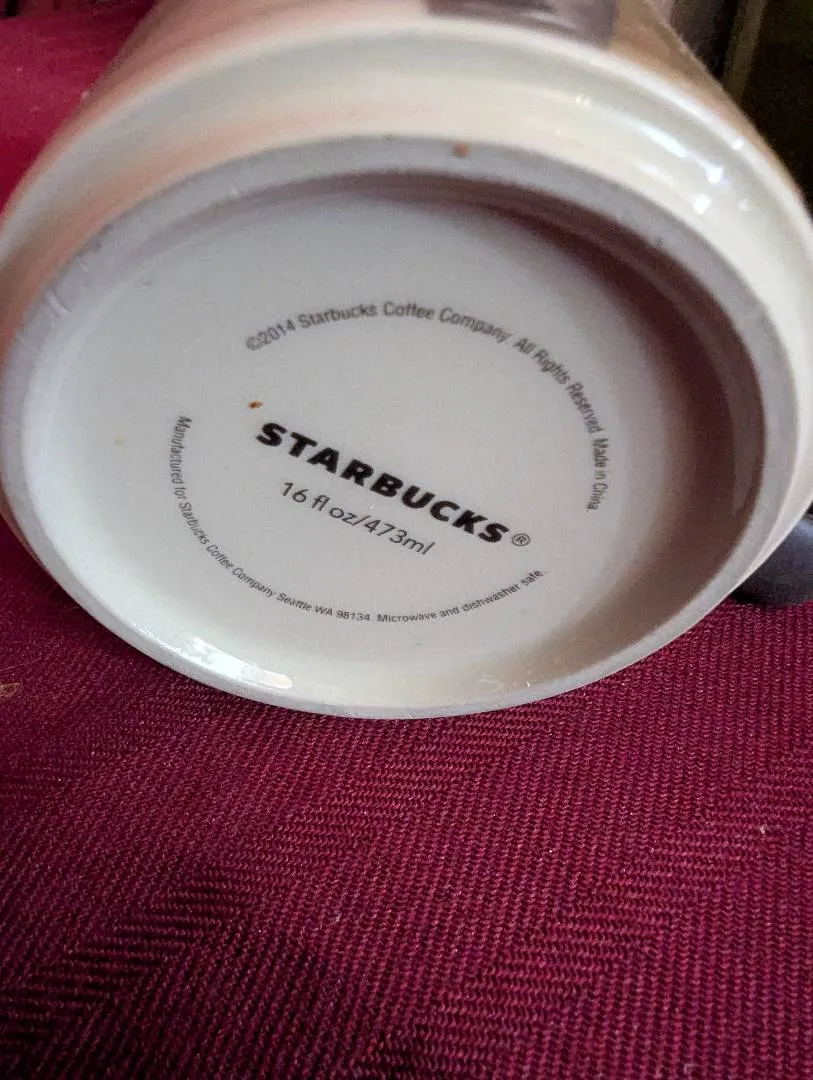 ©2014 Starbucks Coffee Company. All Rights Reserved. Made in China.
STARBUCKS®
16 fl oz/473ml
Manufactured for Starbucks Coffee Company Seattle WA 98134. Microwave and dishwasher safe.